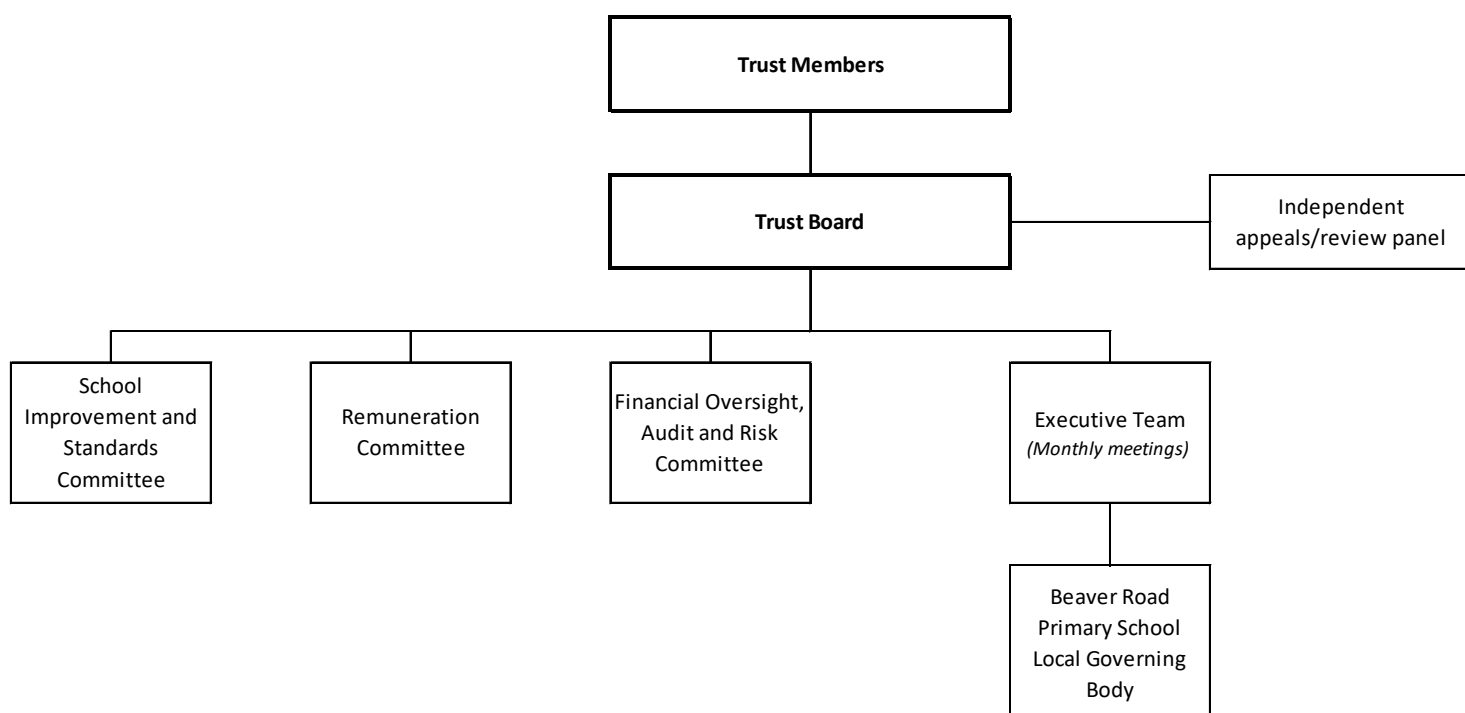 Trust Members
Trust Board
Independent
appeals/review panel
School
Improvement and
Standards
Committee
Remuneration
Committee
Financial Oversight,
Audit and Risk
Committee
Executive Team
(Monthly meetings)
Beaver Road
Primary School
Local Governing
Body